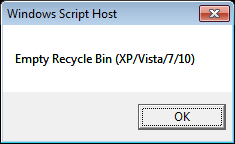 Windows Script Host
Empty Recycle Bin (XP/Vista/7/10)
OK